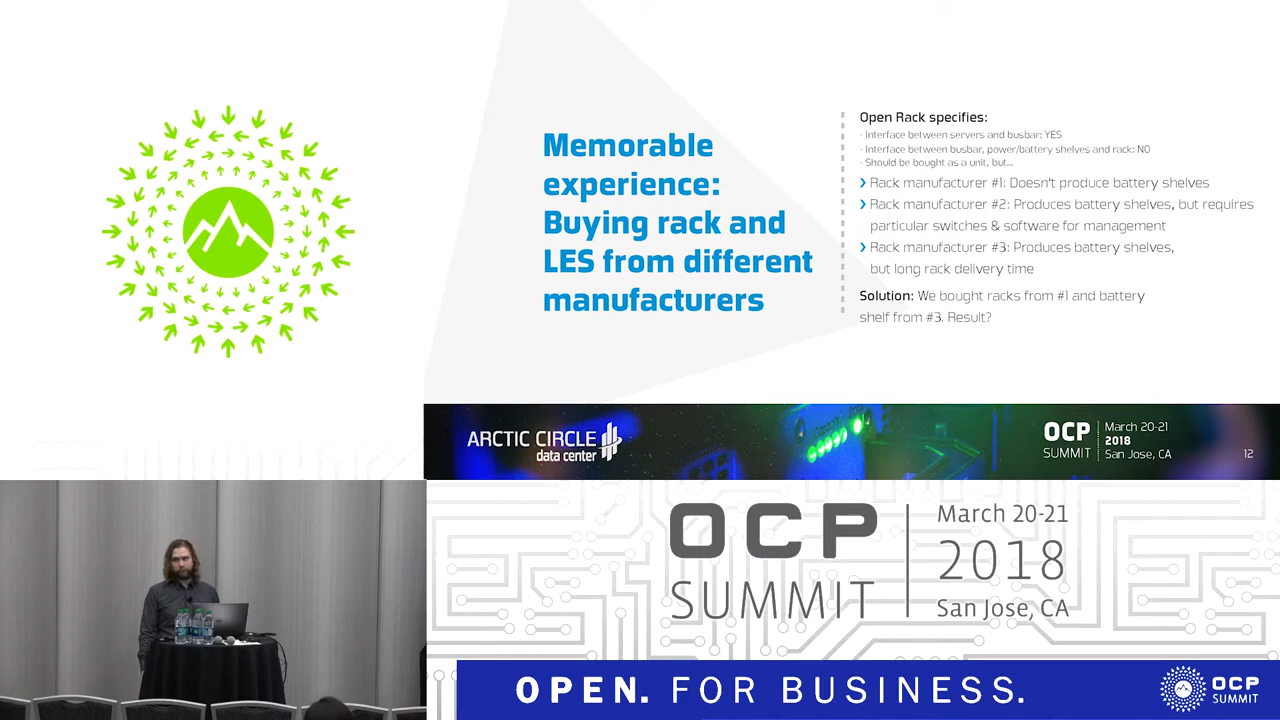 Memorable
experience:
Buying rack and
LES from different
manufacturers
Open Rack specifies:
- Interface between servers and busbar: YES
- Interface between busbar, power/battery shelves and rack: NO
- Should be bought as a unit, but...
› Rack manufacturer #1: Doesn't produce battery shelves
› Rack manufacturer #2: Produces battery shelves, but requires
particular switches & software for management
› Rack manufacturer #3: Produces battery shelves,
but long rack delivery time
Solution: We bought racks from #1 and battery
shelf from #3. Result?
ARCTIC CIRCLE
data center
OCP
SUMMIT
March 20-21
2018
San Jose, CA
12
OCP
SUMMIT
March 20-21
2018
San Jose, CA
OPEN. FOR BUSINESS.
OCP
SUMMIT